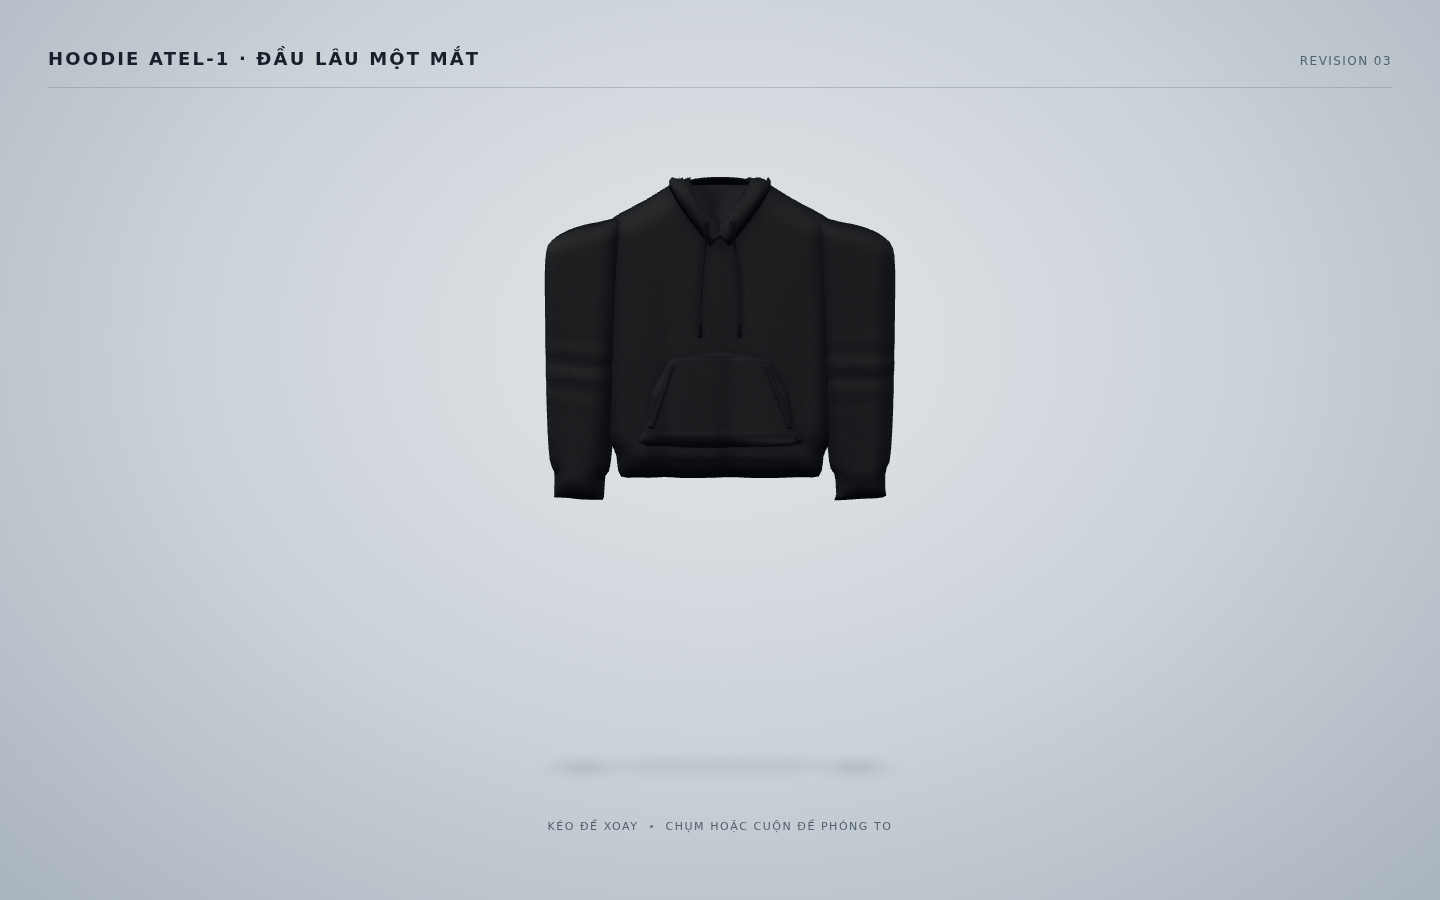 HOODIE ATEL-1 · ĐẦU LÂU MỘT MẮT
REVISION 03
KÉO ĐỂ XOAY • CHỤM HOẶC CUỘN ĐỂ PHÓNG TO